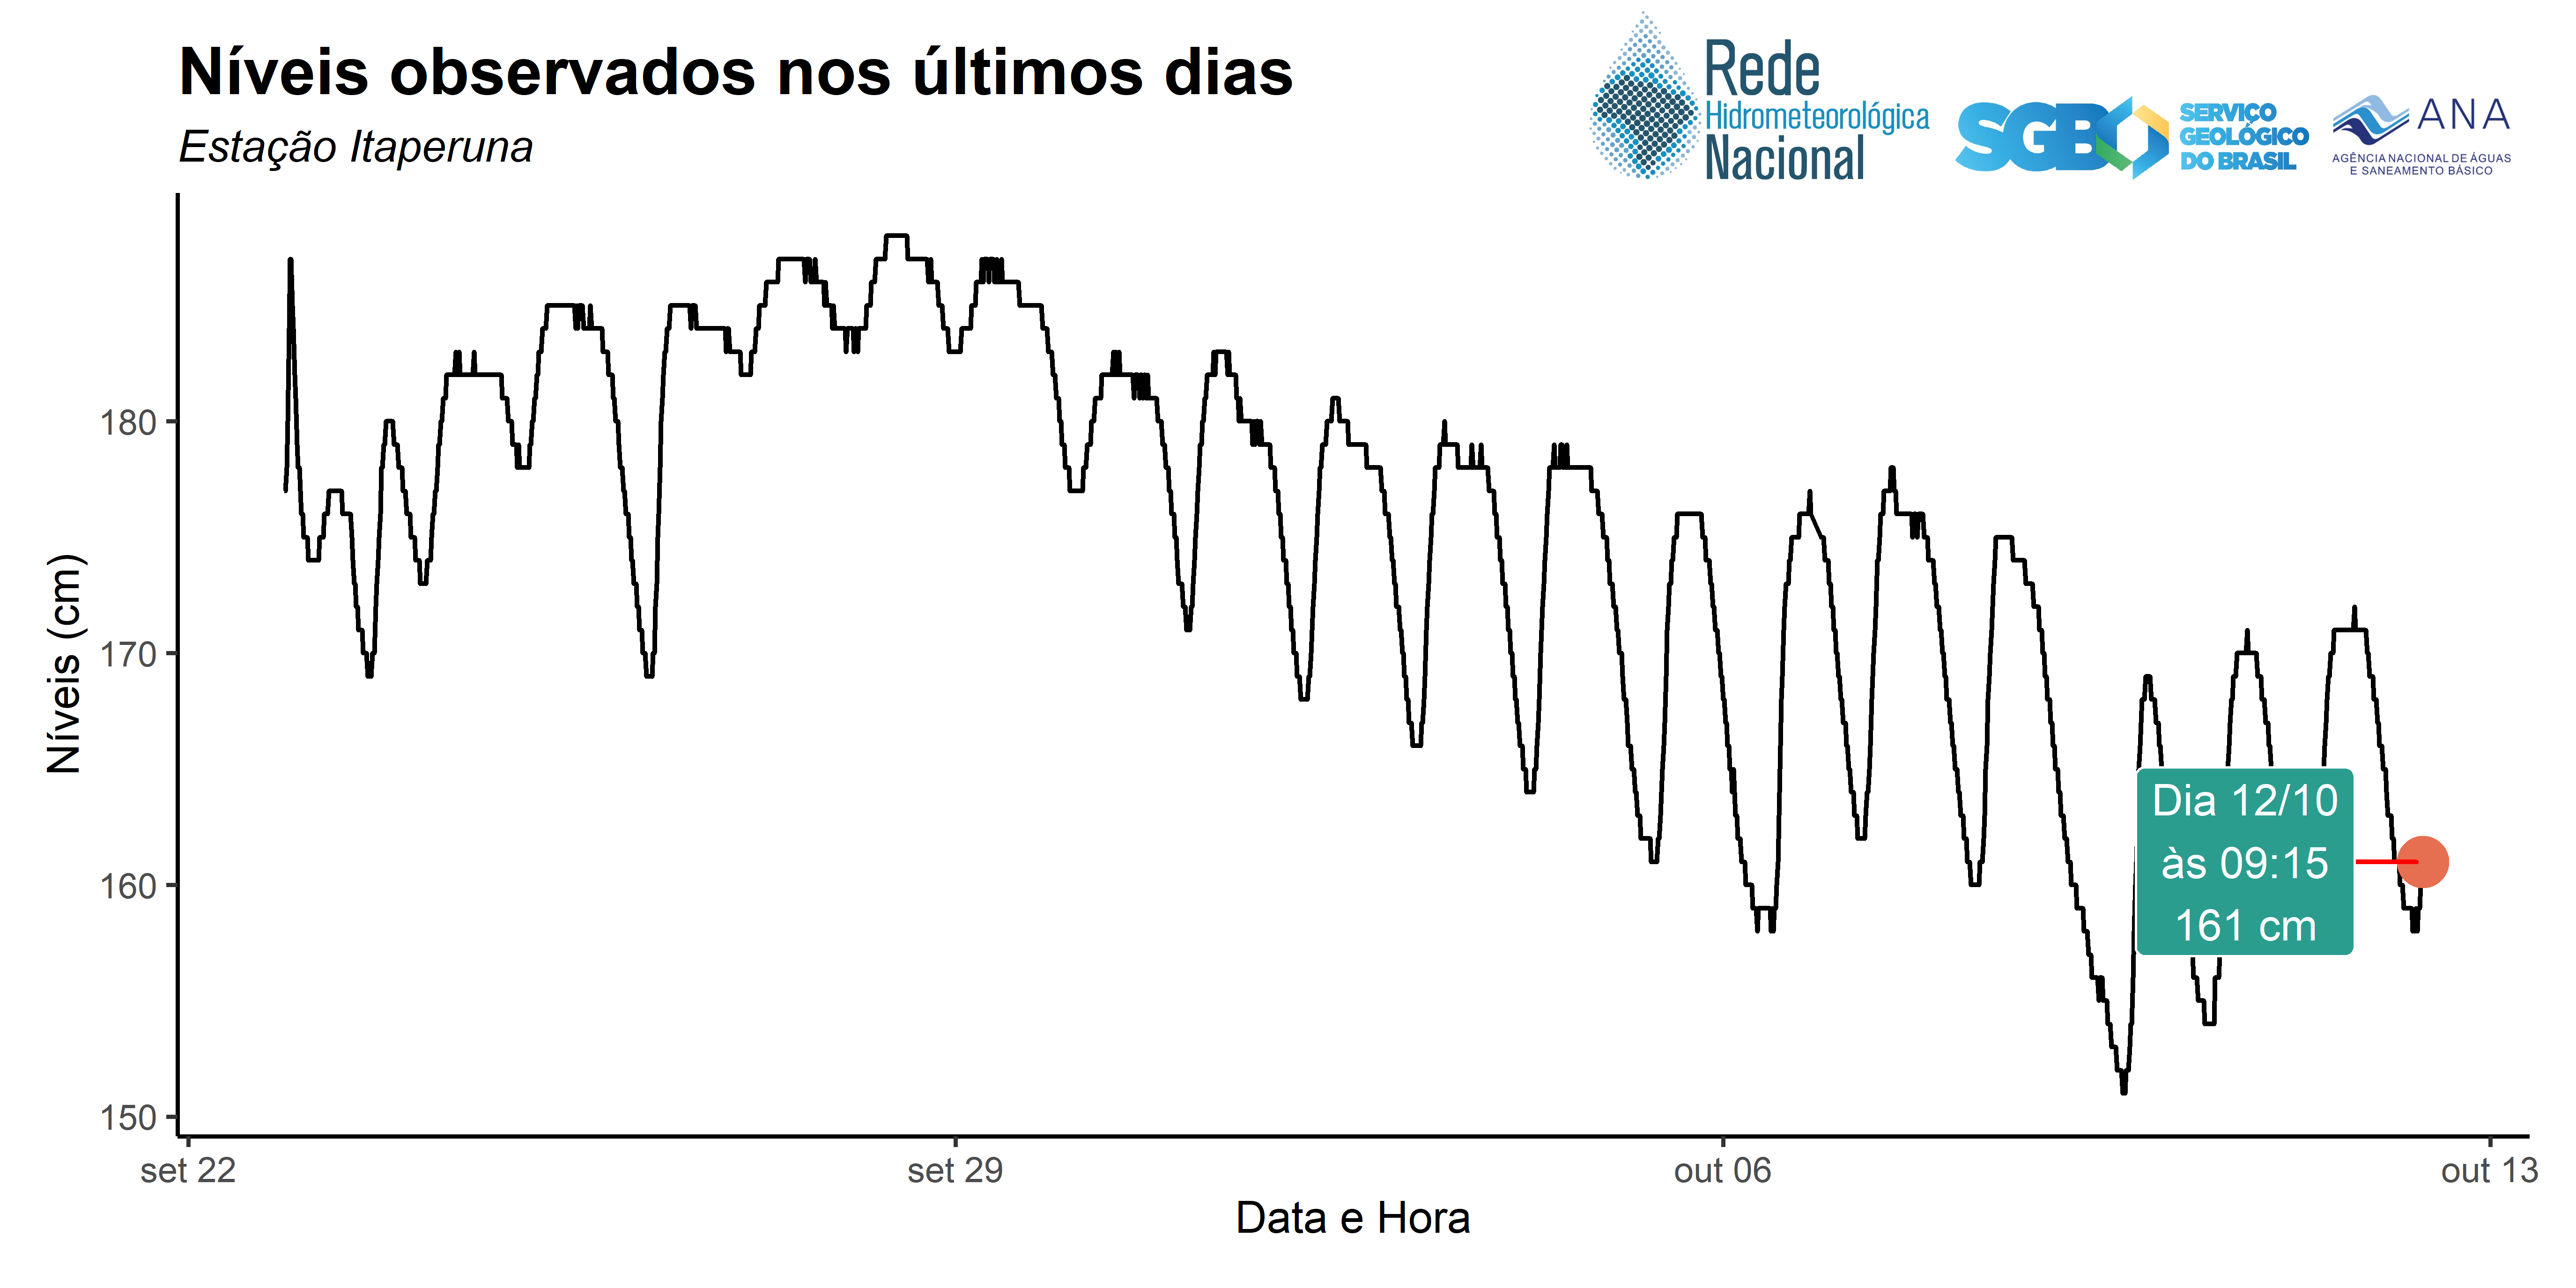 Níveis observados nos últimos dias
Estação Itaperuna
Rede
Hidrometeorológica
Nacional
SGB
SERVIÇO
GEOLÓGICO
DO BRASIL
ANA
AGÊNCIA NACIONAL DE ÁGUAS
E SANEAMENTO BÁSICO
Níveis (cm)
180
170
160
150
Dia 12/10
às 09:15
161 cm
set 22
set 29
out 06
out 13
Data e Hora